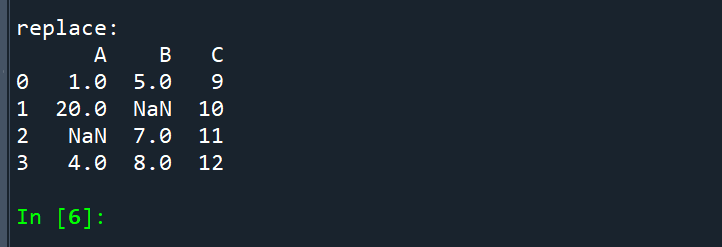 replace:
      A    B   C
0   1.0  5.0   9
1  20.0  NaN  10
2   NaN  7.0  11
3   4.0  8.0  12
In [6]: